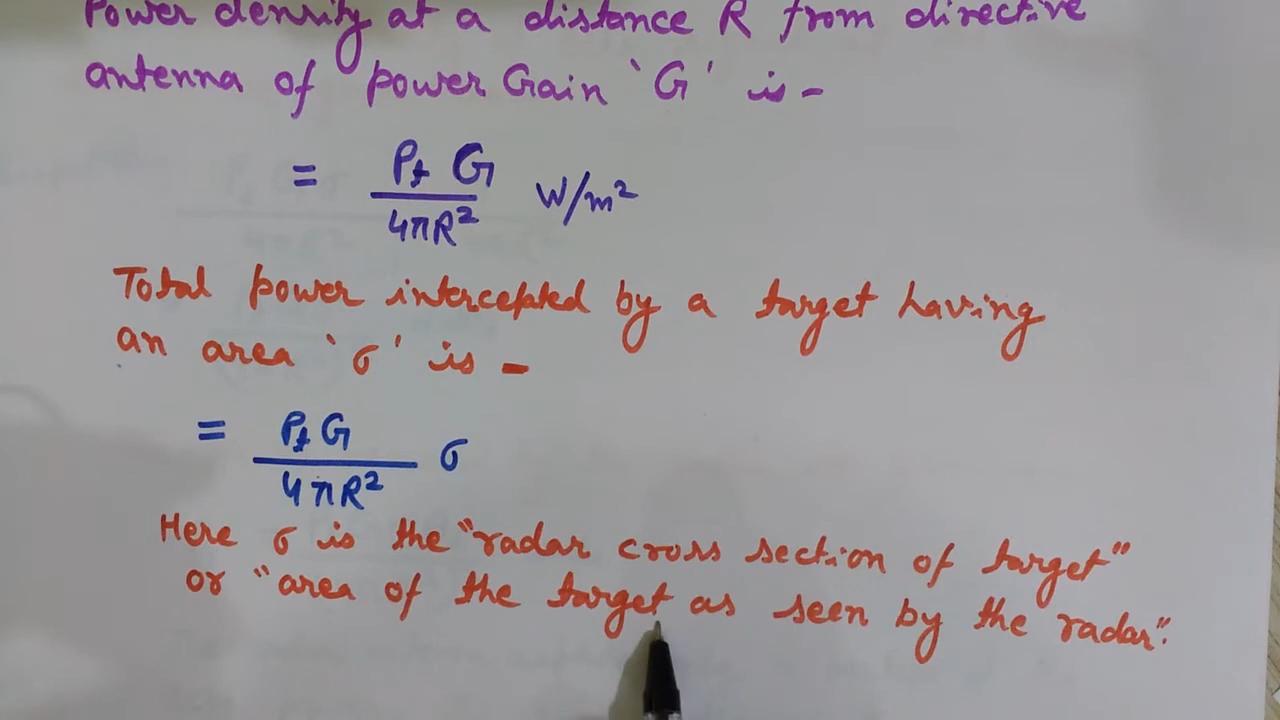 Power density at a distance R from directive
antenna of power Gain 'G' is -
= PtG / 4πR² W/m²
Total power intercepted by a target having
an area 'σ' is -
= PtG / 4πR² σ
Here σ is the "radar cross section of target"
or "area of the target as seen by the radar".